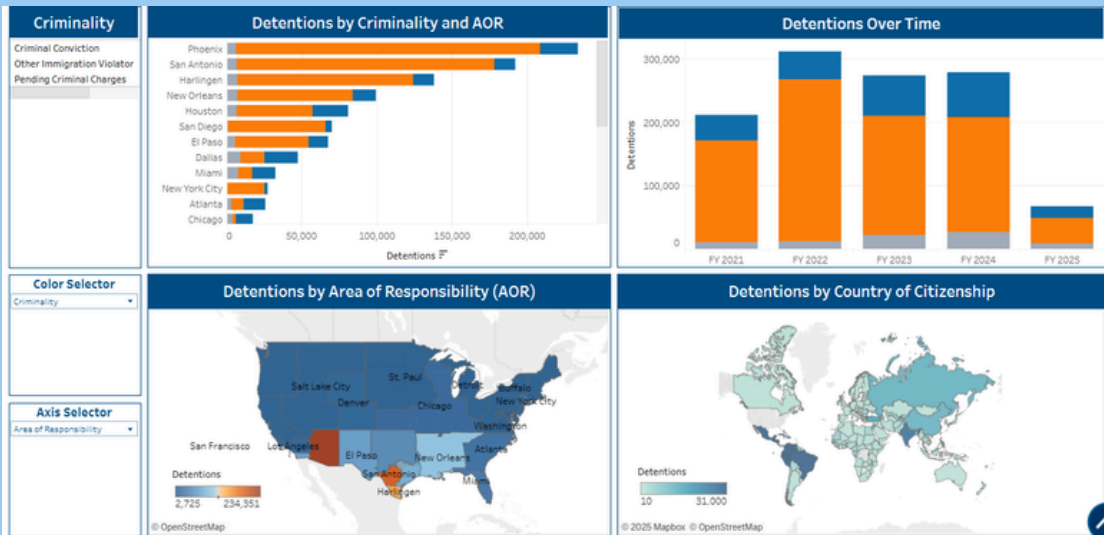 Criminality
Criminal Conviction
Other Immigration Violator
Pending Criminal Charges
Detentions by Criminality and AOR
Phoenix
San Antonio
Harlingen
New Orleans
Houston
San Diego
El Paso
Dallas
Miami
New York City
Atlanta
Chicago
0
50,000
100,000
150,000
200,000
Detentions
Detentions Over Time
Detentions
300,000
200,000
100,000
0
FY 2021
FY 2022
FY 2023
FY 2024
FY 2025
Color Selector
Criminality
Axis Selector
Area of Responsibility
Detentions by Area of Responsibility (AOR)
St. Paul
Salt Lake City
Detroit
Buffalo
Denver
Chicago
New York City
Washington
San Francisco
Los Angeles
El Paso
New Orleans
Atlanta
San Antonio
Harlingen
Miami
Detentions
2,725
234,351
© OpenStreetMap
Detentions by Country of Citizenship
Detentions
10
31,000
© 2025 Mapbox © OpenStreetMap